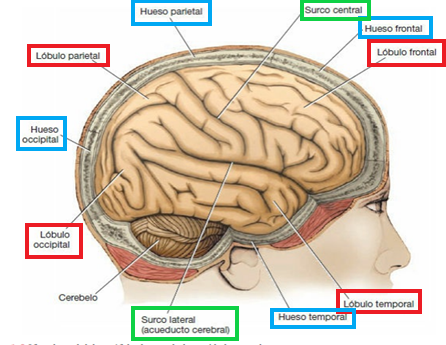 Hueso parietal
Surco central
Hueso frontal
Lóbulo parietal
Lóbulo frontal
Hueso
occipital
Lóbulo
occipital
Cerebelo
Lóbulo temporal
Surco lateral
(acueducto cerebral)
Hueso temporal